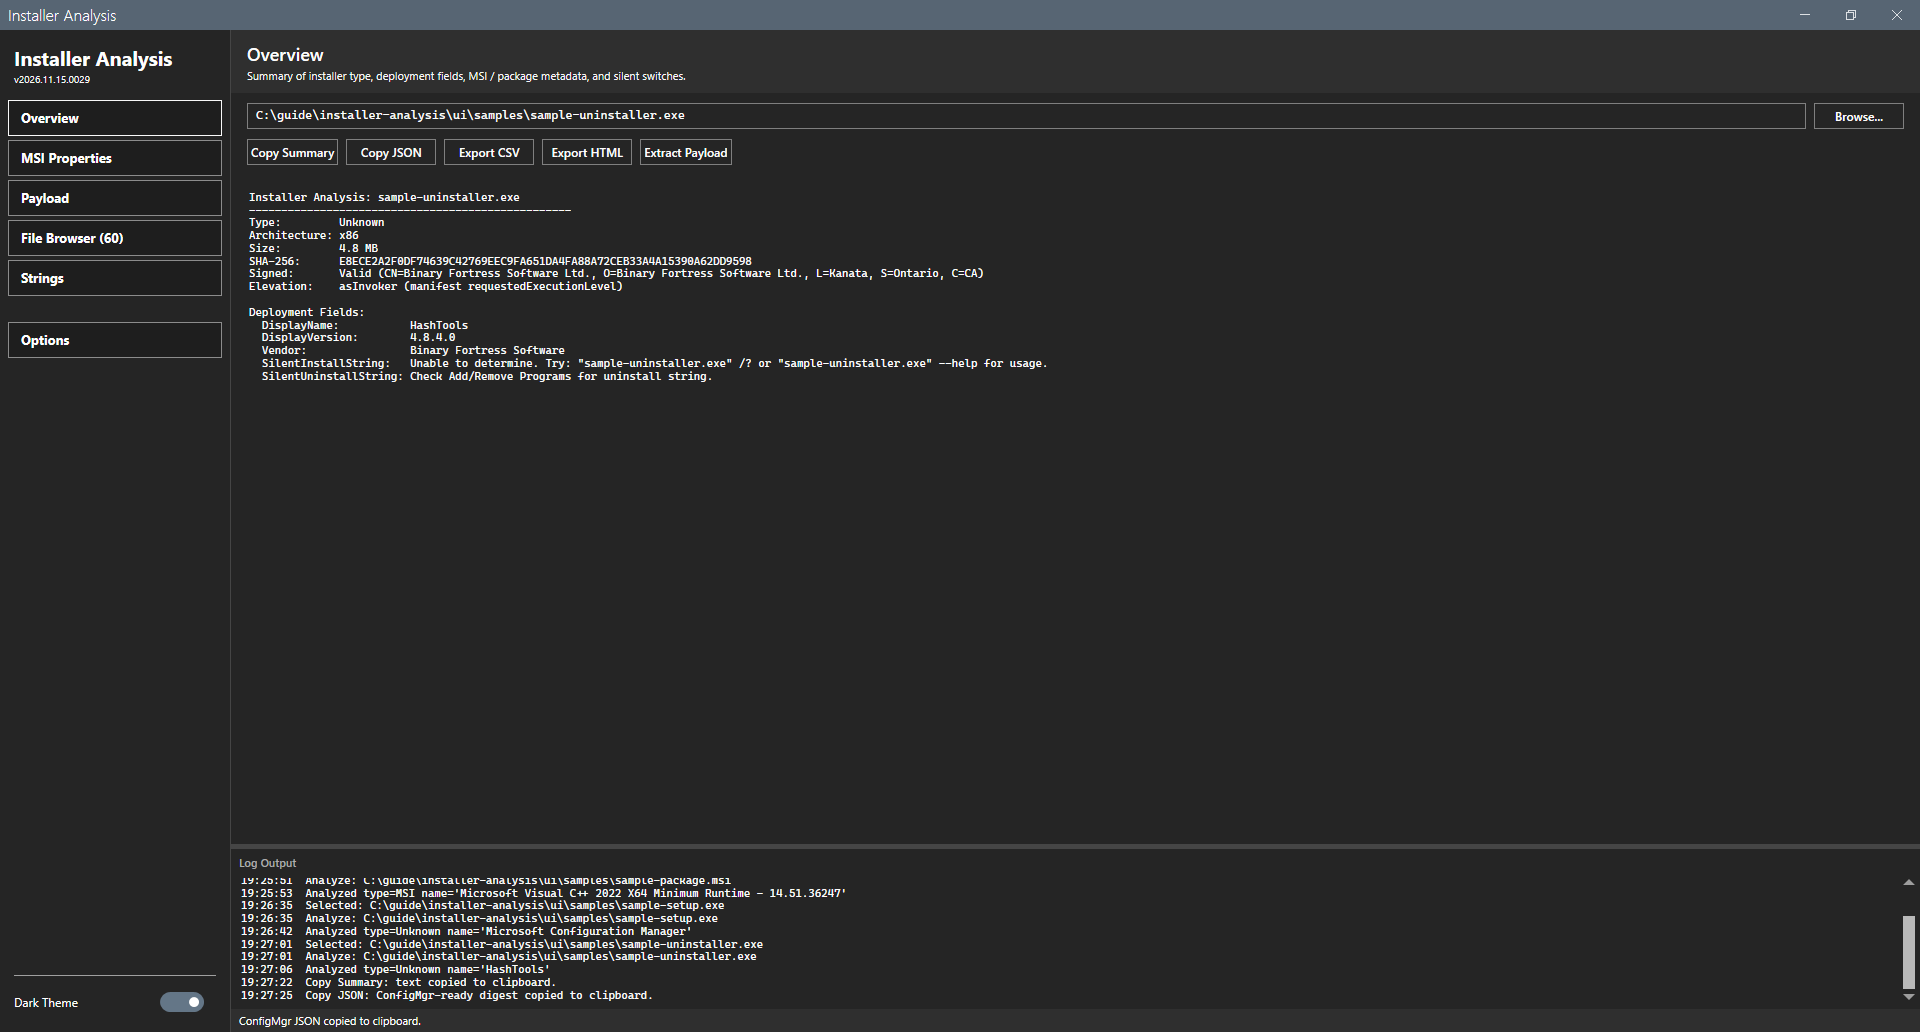 Installer Analysis
Installer Analysis
v2026.11.15.0029
Overview
MSI Properties
Payload
File Browser (60)
Strings
Options
Dark Theme
Overview
Summary of installer type, deployment fields, MSI / package metadata, and silent switches.
C:\guide\installer-analysis\ui\samples\sample-uninstaller.exe
Browse...
Copy Summary
Copy JSON
Export CSV
Export HTML
Extract Payload
Installer Analysis: sample-uninstaller.exe
--------------------------------------------------
Type: Unknown
Architecture: x86
Size: 4.8 MB
SHA-256: E8ECE2A2F0DF74639C42769EEC9FA651DA4FA88A72CEB33A4A15390A62DD9598
Signed: Valid (CN=Binary Fortress Software Ltd., O=Binary Fortress Software Ltd., L=Kanata, S=Ontario, C=CA)
Elevation: asInvoker (manifest requestedExecutionLevel)
Deployment Fields:
DisplayName: HashTools
DisplayVersion: 4.8.4.0
Vendor: Binary Fortress Software
SilentInstallString: Unable to determine. Try: "sample-uninstaller.exe" /? or "sample-uninstaller.exe" --help for usage.
SilentUninstallString: Check Add/Remove Programs for uninstall string.
Log Output
19:25:51 Analyze: C:\guide\installer-analysis\ui\samples\sample-package.msi
19:25:53 Analyzed type=MSI name='Microsoft Visual C++ 2022 X64 Minimum Runtime - 14.51.36247'
19:26:35 Selected: C:\guide\installer-analysis\ui\samples\sample-setup.exe
19:26:35 Analyze: C:\guide\installer-analysis\ui\samples\sample-setup.exe
19:26:42 Analyzed type=Unknown name='Microsoft Configuration Manager'
19:27:01 Selected: C:\guide\installer-analysis\ui\samples\sample-uninstaller.exe
19:27:01 Analyze: C:\guide\installer-analysis\ui\samples\sample-uninstaller.exe
19:27:06 Analyzed type=Unknown name='HashTools'
19:27:22 Copy Summary: text copied to clipboard.
19:27:25 Copy JSON: ConfigMgr-ready digest copied to clipboard.
ConfigMgr JSON copied to clipboard.